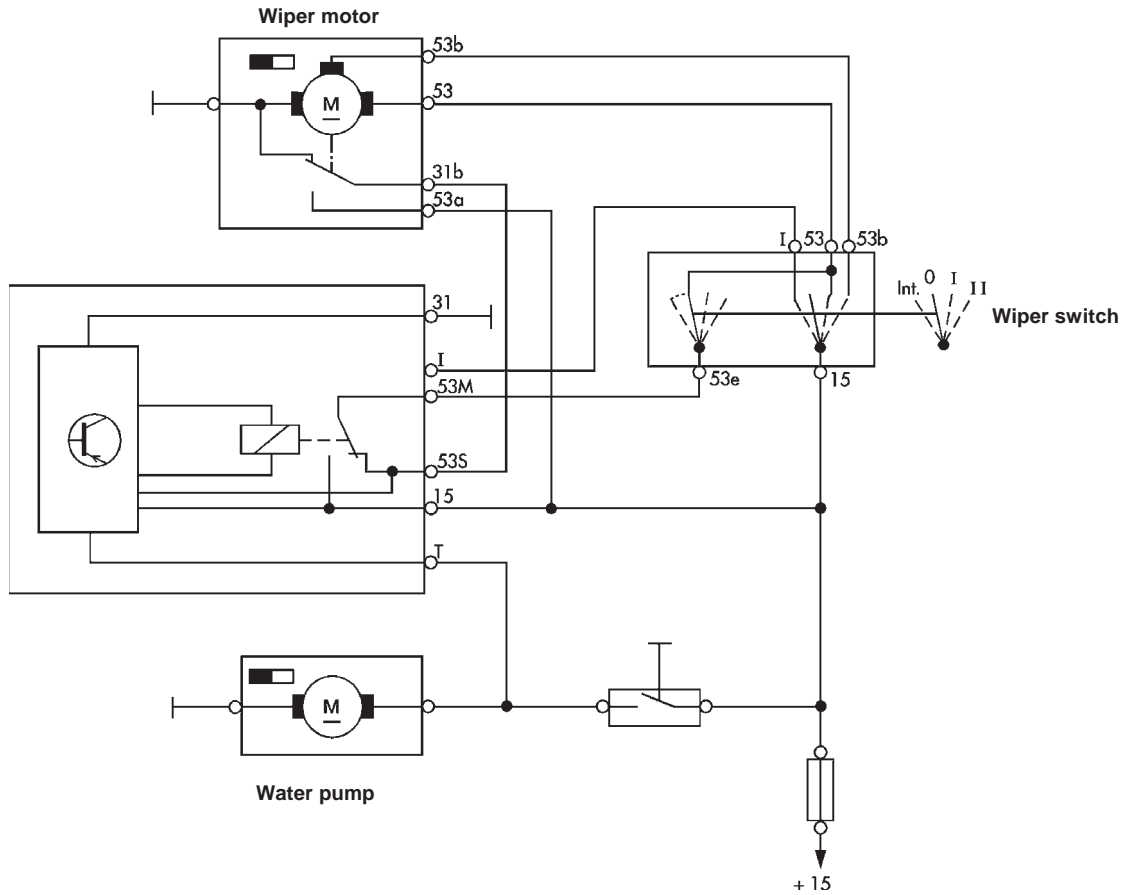 Wiper motor
53b
53
M
31b
53a
I 53 53b
Int. 0 I II
Wiper switch
31
I
53M
53e 15
53S
15
T
M
Water pump
+ 15